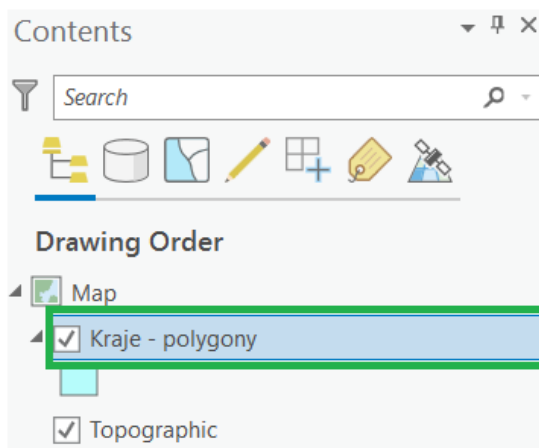 Contents
Search
Drawing Order
Map
Kraje - polygony
Topographic